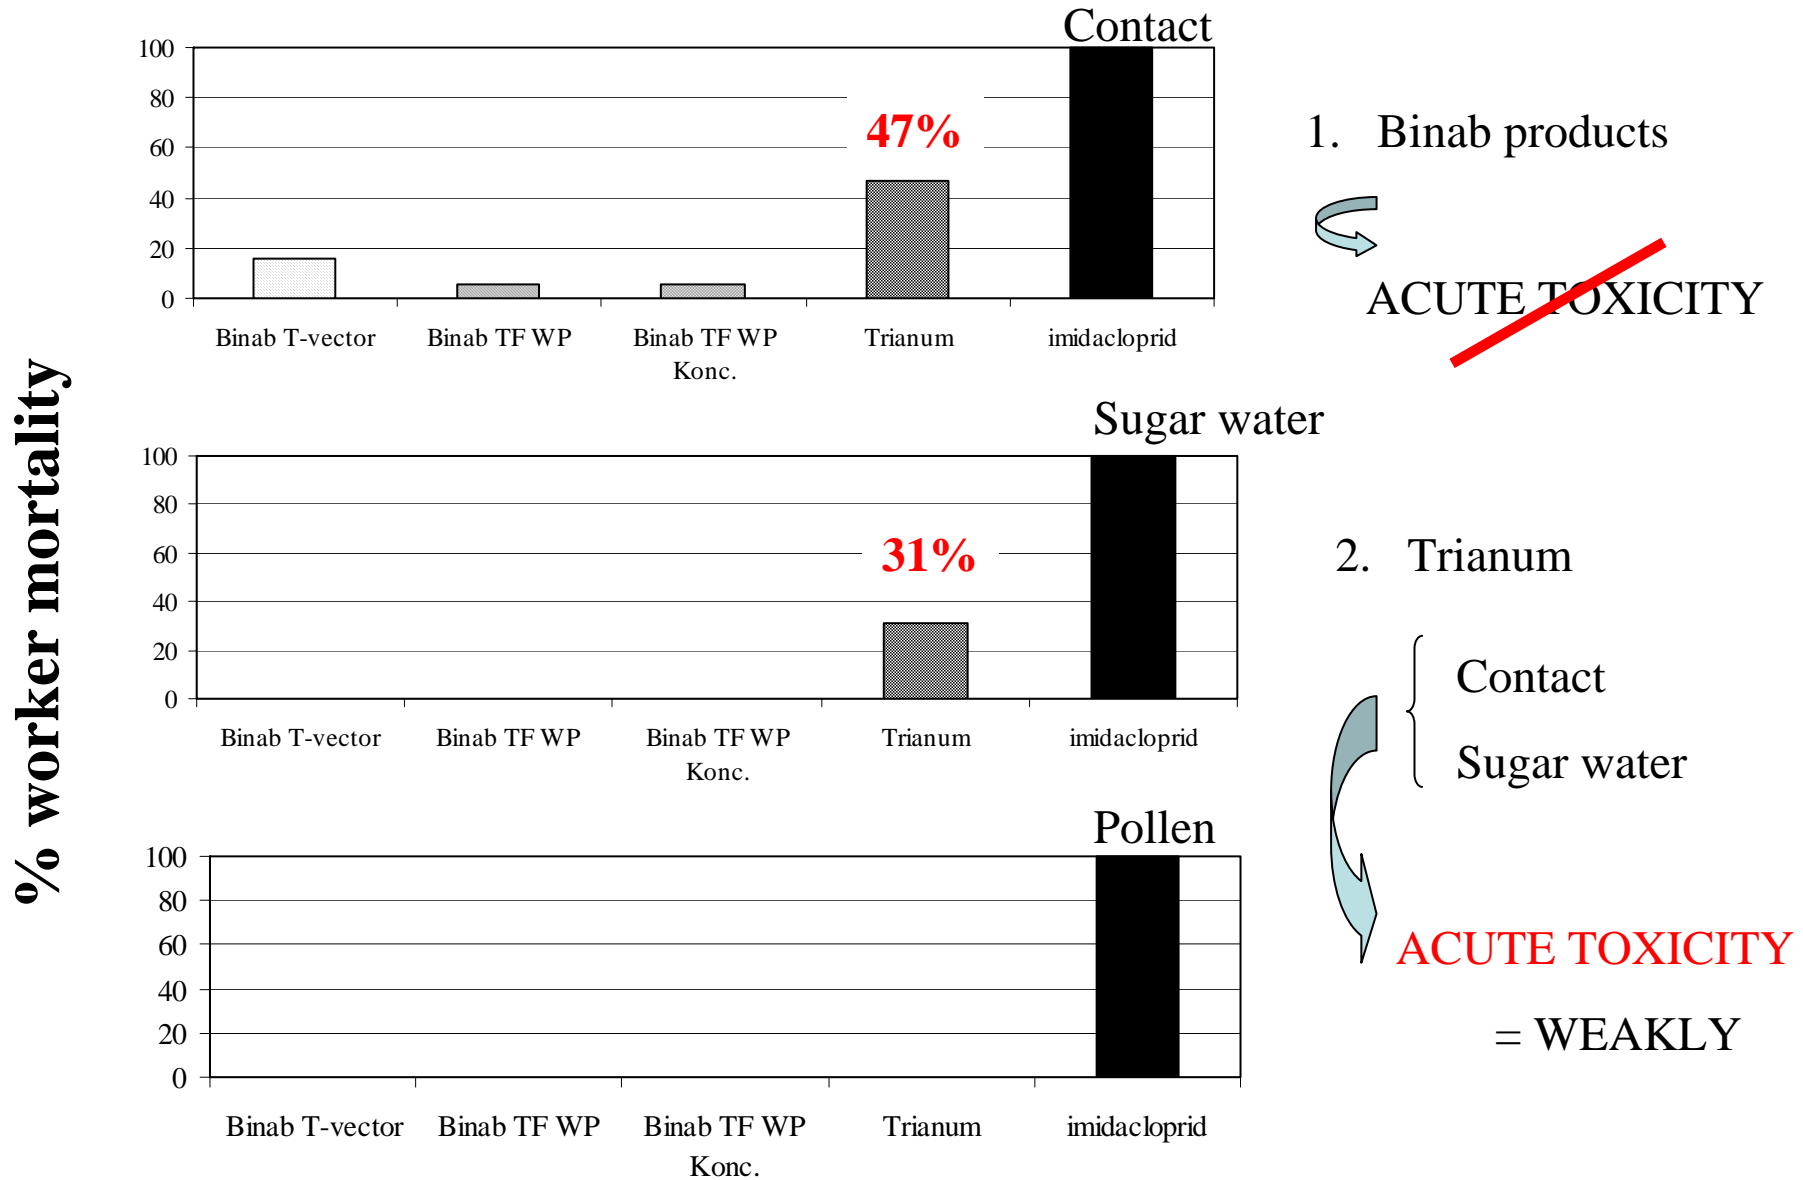 % worker mortality
Contact
100
80
60
40
20
0
47%
Binab T-vector
Binab TF WP
Binab TF WP
Konc.
Trianum
imidacloprid
Sugar water
100
80
60
40
20
0
31%
Binab T-vector
Binab TF WP
Binab TF WP
Konc.
Trianum
imidacloprid
Pollen
100
80
60
40
20
0
Binab T-vector
Binab TF WP
Binab TF WP
Konc.
Trianum
imidacloprid
1. Binab products
ACUTE TOXICITY
2. Trianum
Contact
Sugar water
ACUTE TOXICITY
= WEAKLY